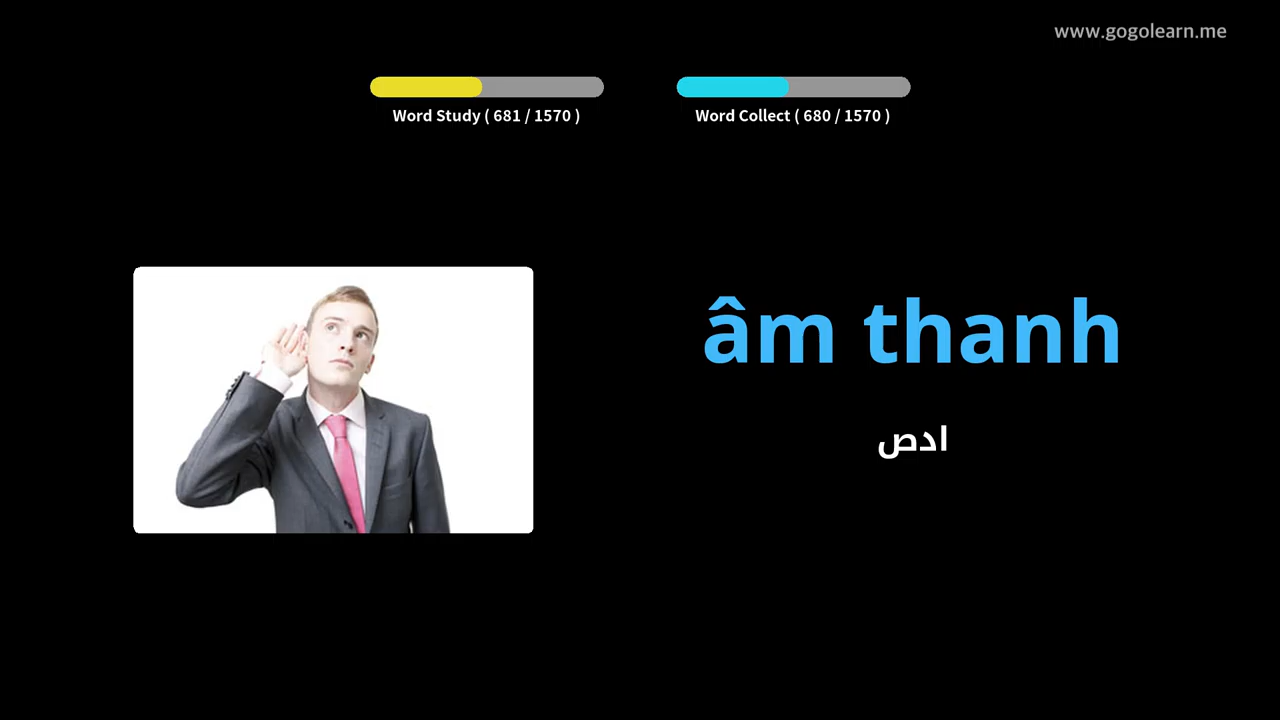 www.gogolearn.me
Word Study ( 681 / 1570 )
Word Collect ( 680 / 1570 )
âm thanh
ادص